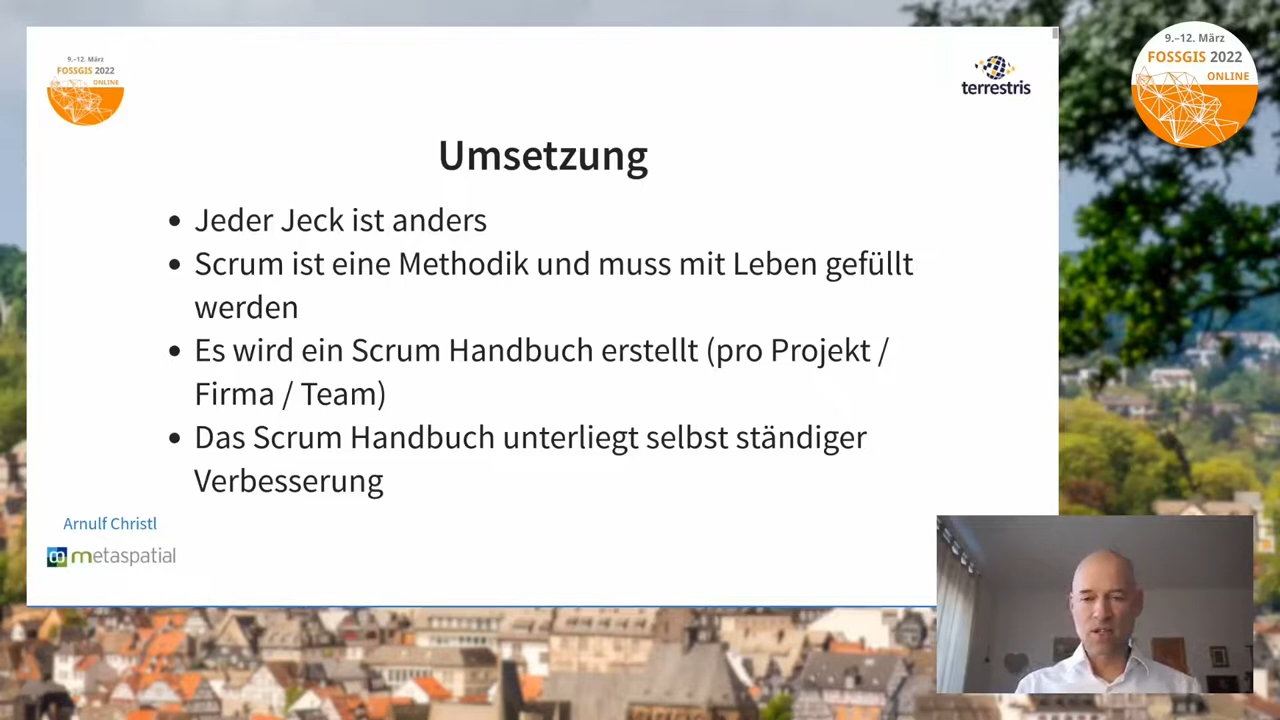 9.–12. März
FOSSGIS 2022
ONLINE
terrestris
Umsetzung
• Jeder Jeck ist anders
• Scrum ist eine Methodik und muss mit Leben gefüllt
werden
• Es wird ein Scrum Handbuch erstellt (pro Projekt /
Firma / Team)
• Das Scrum Handbuch unterliegt selbst ständiger
Verbesserung
Arnulf Christl
metaspatial
9.–12. März
FOSSGIS 2022
ONLINE